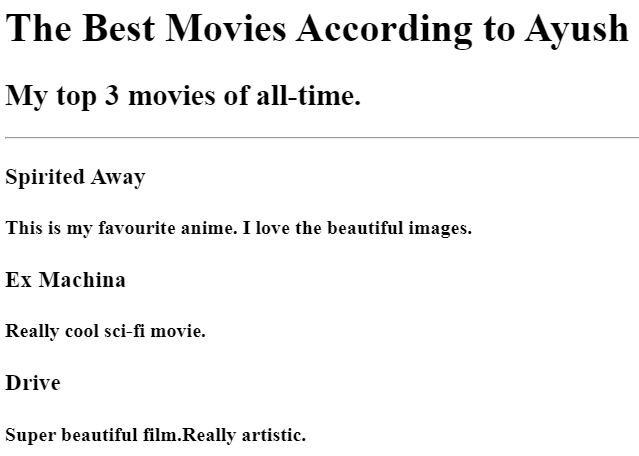 The Best Movies According to Ayush
My top 3 movies of all-time.
Spirited Away
This is my favourite anime. I love the beautiful images.
Ex Machina
Really cool sci-fi movie.
Drive
Super beautiful film.Really artistic.